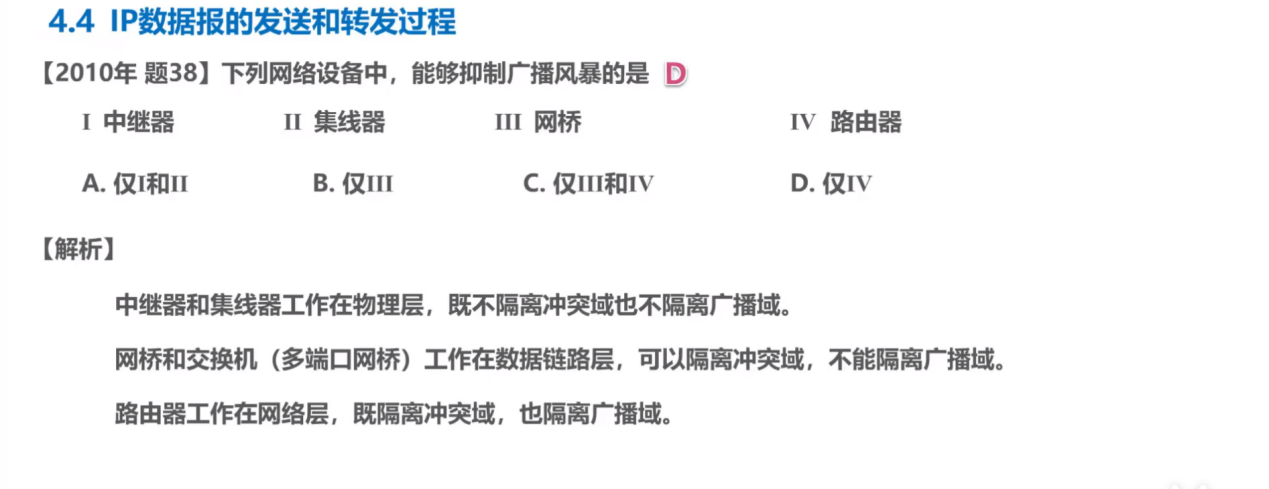 4.4 IP数据报的发送和转发过程
【2010年 题38】下列网络设备中，能够抑制广播风暴的是 D
I 中继器 II 集线器 III 网桥 IV 路由器
A. 仅I和II B. 仅III C. 仅III和IV D. 仅IV
【解析】
中继器和集线器工作在物理层，既不隔离冲突域也不隔离广播域。
网桥和交换机（多端口网桥）工作在数据链路层，可以隔离冲突域，不能隔离广播域。
路由器工作在网络层，既隔离冲突域，也隔离广播域。